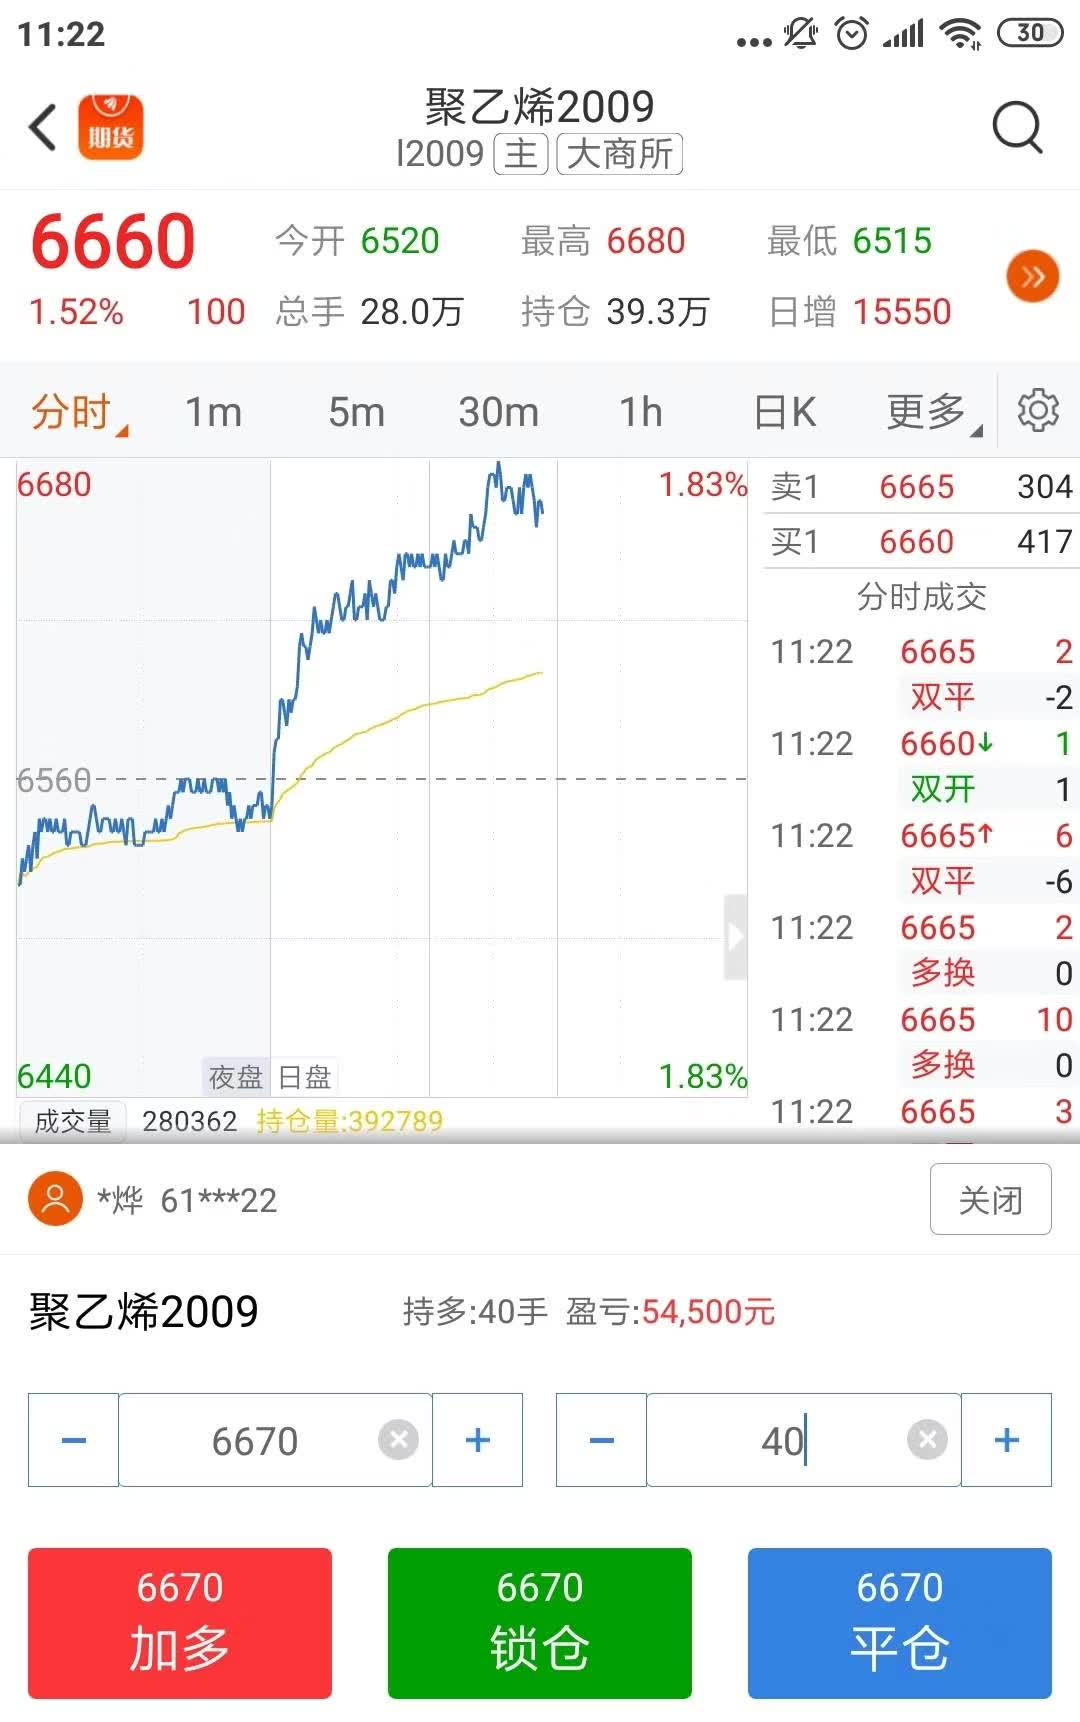 11:22
30
期货
聚乙烯2009
l2009 主 大商所
6660 今开 6520 最高 6680 最低 6515
1.52% 100 总手 28.0万 持仓 39.3万 日增 15550
分时 1m 5m 30m 1h 日K 更多
6680 1.83%
6560
6440 夜盘 日盘 1.83%
成交量 280362 持仓量:392789
卖1 6665 304
买1 6660 417
分时成交
11:22 6665 2
双平 -2
11:22 6660↓ 1
双开 1
11:22 6665↑ 6
双平 -6
11:22 6665 2
多换 0
11:22 6665 10
多换 0
11:22 6665 3
*烨 61***22 关闭
聚乙烯2009 持多:40手 盈亏:54,500元
− 6670 + − 40 +
6670 6670 6670
加多 锁仓 平仓